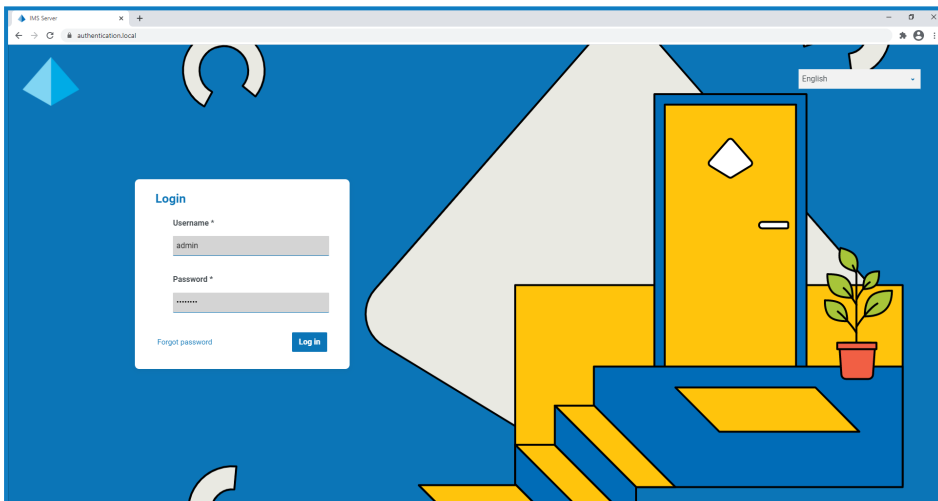 IMS Server
authentication.local
English
Login
Username *
admin
Password *
••••••••
Forgot password
Log in